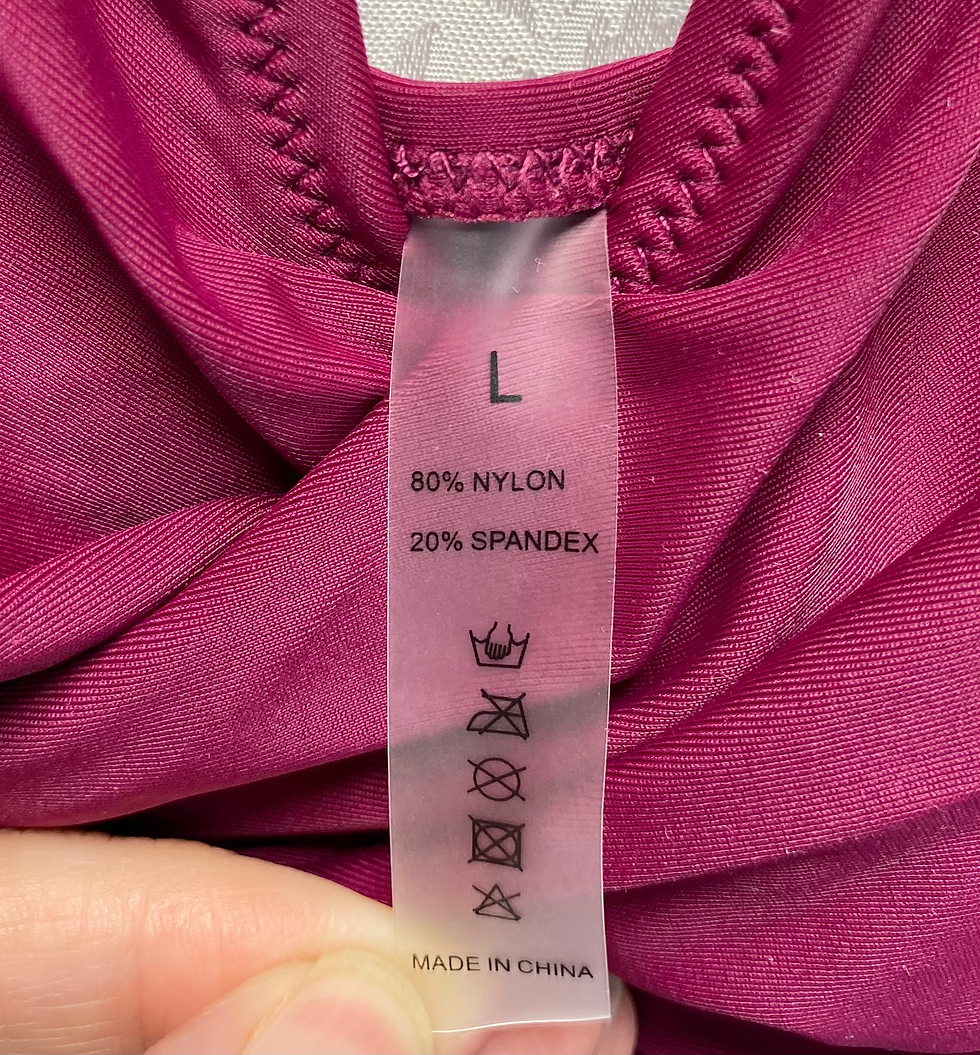 L
80% NYLON
20% SPANDEX
MADE IN CHINA